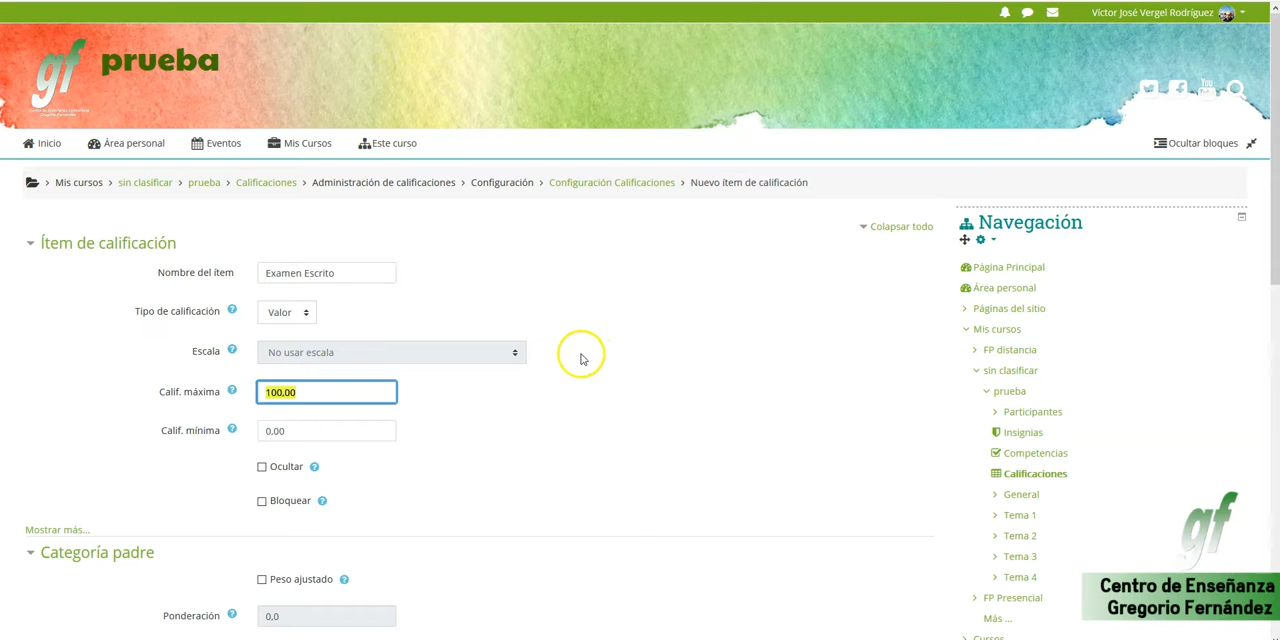 Víctor José Vergel Rodríguez
gf
prueba
Inicio
Área personal
Eventos
Mis Cursos
Este curso
Ocultar bloques
Mis cursos › sin clasificar › prueba › Calificaciones › Administración de calificaciones › Configuración › Configuración Calificaciones › Nuevo ítem de calificación
Colapsar todo
Ítem de calificación
Nombre del ítem
Examen Escrito
Tipo de calificación
Valor
Escala
No usar escala
Calif. máxima
100,00
Calif. mínima
0,00
Ocultar
Bloquear
Mostrar más...
Categoría padre
Peso ajustado
Ponderación
0,0
Navegación
Página Principal
Área personal
Páginas del sitio
Mis cursos
FP distancia
sin clasificar
prueba
Participantes
Insignias
Competencias
Calificaciones
General
Tema 1
Tema 2
Tema 3
Tema 4
FP Presencial
Más ...
Cursos
gf
Centro de Enseñanza
Gregorio Fernández